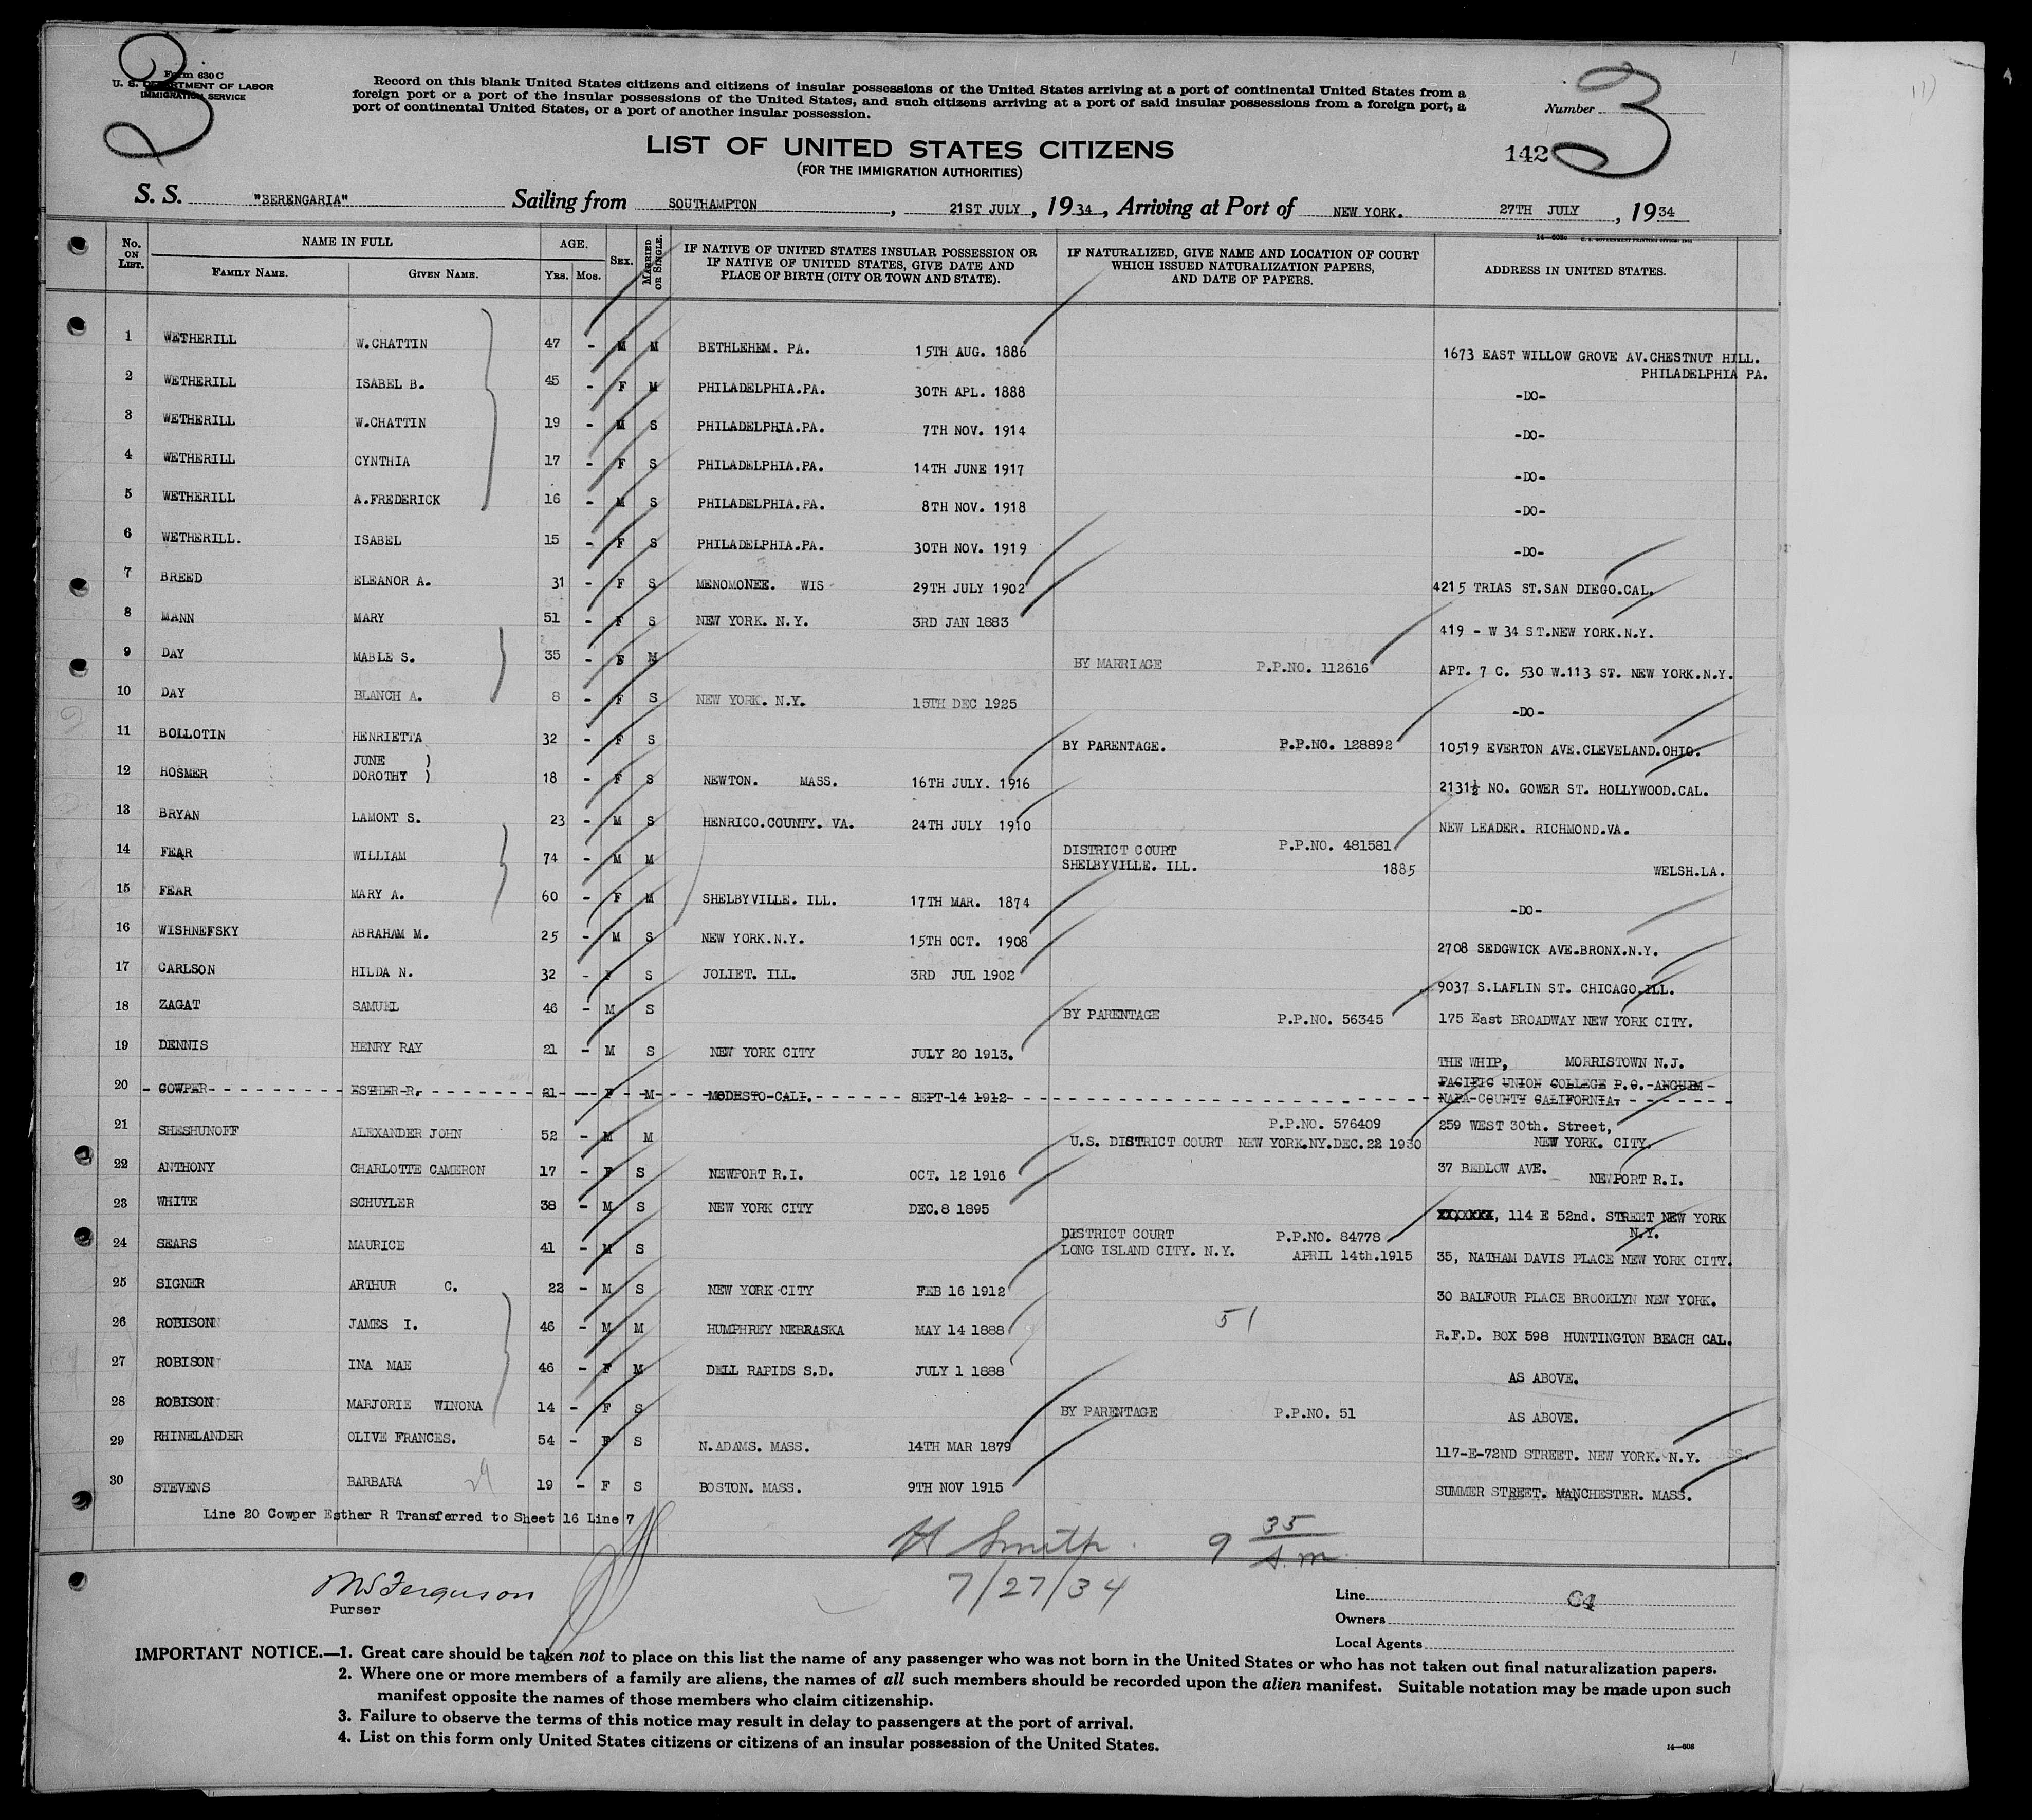 Form 630 C
U. S. DEPARTMENT OF LABOR
IMMIGRATION SERVICE
3
Record on this blank United States citizens and citizens of insular possessions of the United States arriving at a port of continental United States from a
foreign port or a port of the insular possessions of the United States, and such citizens arriving at a port of said insular possessions from a foreign port, a
port of continental United States, or a port of another insular possession.
Number 3
142
LIST OF UNITED STATES CITIZENS
(FOR THE IMMIGRATION AUTHORITIES)
S. S. "BERENGARIA" Sailing from SOUTHAMPTON, 21ST JULY, 1934, Arriving at Port of NEW YORK. 27TH JULY, 1934
No. ON LIST. NAME IN FULL FAMILY NAME. GIVEN NAME. AGE. YRS. MOS. SEX. MARRIED OR SINGLE. IF NATIVE OF UNITED STATES INSULAR POSSESSION OR IF NATIVE OF UNITED STATES, GIVE DATE AND PLACE OF BIRTH (CITY OR TOWN AND STATE). IF NATURALIZED, GIVE NAME AND LOCATION OF COURT WHICH ISSUED NATURALIZATION PAPERS, AND DATE OF PAPERS. ADDRESS IN UNITED STATES.
1 WETHERILL W.CHATTIN 47 - M M BETHLEHEM. PA. 15TH AUG. 1886 1673 EAST WILLOW GROVE AV.CHESTNUT HILL.
PHILADELPHIA PA.
2 WETHERILL ISABEL B. 45 - F M PHILADELPHIA.PA. 30TH APL. 1888 -DO-
3 WETHERILL W.CHATTIN 19 - M S PHILADELPHIA.PA. 7TH NOV. 1914 -DO-
4 WETHERILL CYNTHIA 17 - F S PHILADELPHIA.PA. 14TH JUNE 1917 -DO-
5 WETHERILL A.FREDERICK 16 - M S PHILADELPHIA.PA. 8TH NOV. 1918 -DO-
6 WETHERILL. ISABEL 15 - F S PHILADELPHIA.PA. 30TH NOV. 1919 -DO-
7 BREED ELEANOR A. 31 - F S MENOMONEE. WIS 29TH JULY 1902 4215 TRIAS ST.SAN DIEGO.CAL.
8 MANN MARY 51 - F S NEW YORK. N.Y. 3RD JAN 1883 419 - W 34 ST.NEW YORK.N.Y.
9 DAY MABLE S. 35 - F M BY MARRIAGE P.P.NO. 112616 APT. 7 C. 530 W.113 ST. NEW YORK.N.Y.
10 DAY BLANCH A. 8 - F S NEW YORK. N.Y. 15TH DEC 1925 -DO-
11 BOLLOTIN HENRIETTA 32 - F S BY PARENTAGE. P.P.NO. 128892 10519 EVERTON AVE.CLEVELAND.OHIO.
JUNE )
12 HOSMER DOROTHY ) 18 - F S NEWTON. MASS. 16TH JULY. 1916 2131½ NO. GOWER ST. HOLLYWOOD.CAL.
13 BRYAN LAMONT S. 23 - M S HENRICO.COUNTY. VA. 24TH JULY 1910 NEW LEADER. RICHMOND.VA.
14 FEAR WILLIAM 74 - M M DISTRICT COURT P.P.NO. 481581
SHELBYVILLE. ILL. 1885 WELSH.LA.
15 FEAR MARY A. 60 - F M SHELBYVILLE. ILL. 17TH MAR. 1874 -DO-
16 WISHNEFSKY ABRAHAM M. 25 - M S NEW YORK.N.Y. 15TH OCT. 1908 2708 SEDGWICK AVE.BRONX.N.Y.
17 CARLSON HILDA N. 32 - F S JOLIET. ILL. 3RD JUL 1902 9037 S.LAFLIN ST. CHICAGO.ILL.
18 ZAGAT SAMUEL 46 - M S BY PARENTAGE P.P.NO. 56345 175 East BROADWAY NEW YORK CITY.
19 DENNIS HENRY RAY 21 - M S NEW YORK CITY JULY 20 1913. THE WHIP, MORRISTOWN N.J.
20 COWPER ESTHER R. 21 - F M MODESTO CALI. SEPT 14 1912 PACIFIC UNION COLLEGE P.O. ANGUIM
NAPA COUNTY CALIFORNIA.
21 SHESHUNOFF ALEXANDER JOHN 52 - M M P.P.NO. 576409 259 WEST 30th. Street,
U.S. DISTRICT COURT NEW YORK.NY.DEC.22 1930 NEW YORK. CITY.
22 ANTHONY CHARLOTTE CAMERON 17 - F S NEWPORT R.I. OCT. 12 1916 37 BEDLOW AVE. NEWPORT R.I.
23 WHITE SCHUYLER 38 - M S NEW YORK CITY DEC.8 1895 XXXXXXX, 114 E 52nd. STREET NEW YORK
N.Y.
24 SEARS MAURICE 41 - M S DISTRICT COURT P.P.NO. 84778
LONG ISLAND CITY. N.Y. APRIL 14th.1915 35, NATHAM DAVIS PLACE NEW YORK CITY.
25 SIGNER ARTHUR C. 22 - M S NEW YORK CITY FEB 16 1912 30 BALFOUR PLACE BROOKLYN NEW YORK.
26 ROBISON JAMES I. 46 - M M HUMPHREY NEBRASKA MAY 14 1888 51 R.F.D. BOX 598 HUNTINGTON BEACH CAL.
27 ROBISON INA MAE 46 - F M DELL RAPIDS S.D. JULY 1 1888 AS ABOVE.
28 ROBISON MARJORIE WINONA 14 - F S BY PARENTAGE P.P.NO. 51 AS ABOVE.
29 RHINELANDER OLIVE FRANCES. 54 - F S N.ADAMS. MASS. 14TH MAR 1879 117-E-72ND STREET. NEW YORK. N.Y.
30 STEVENS BARBARA 29 19 - F S BOSTON. MASS. 9TH NOV 1915 SUMMER STREET. MANCHESTER. MASS.
Line 20 Cowper Esther R Transferred to Sheet 16 Line 7
H Smith 9 35 A.m.
7/27/34
Ferguson
Purser
Line C4
Owners
Local Agents
IMPORTANT NOTICE.—1. Great care should be taken not to place on this list the name of any passenger who was not born in the United States or who has not taken out final naturalization papers.
2. Where one or more members of a family are aliens, the names of all such members should be recorded upon the alien manifest. Suitable notation may be made upon such
manifest opposite the names of those members who claim citizenship.
3. Failure to observe the terms of this notice may result in delay to passengers at the port of arrival.
4. List on this form only United States citizens or citizens of an insular possession of the United States.
14—608